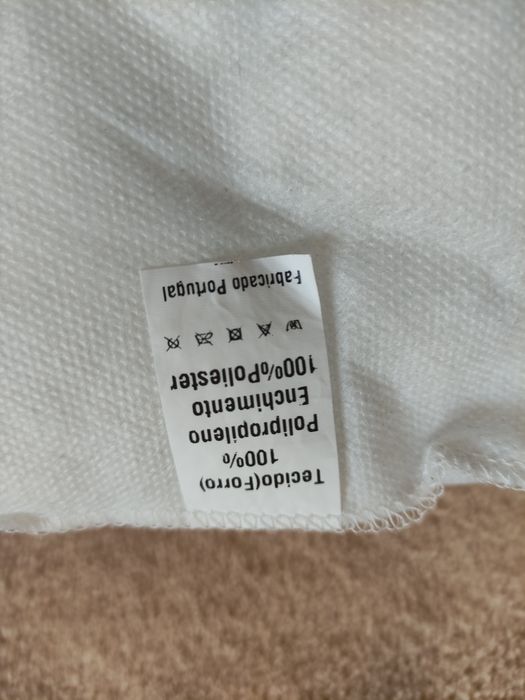 Tecido(Forro)
100%
Polipropileno
Enchimento
100%Poliester
Fabricado Portugal